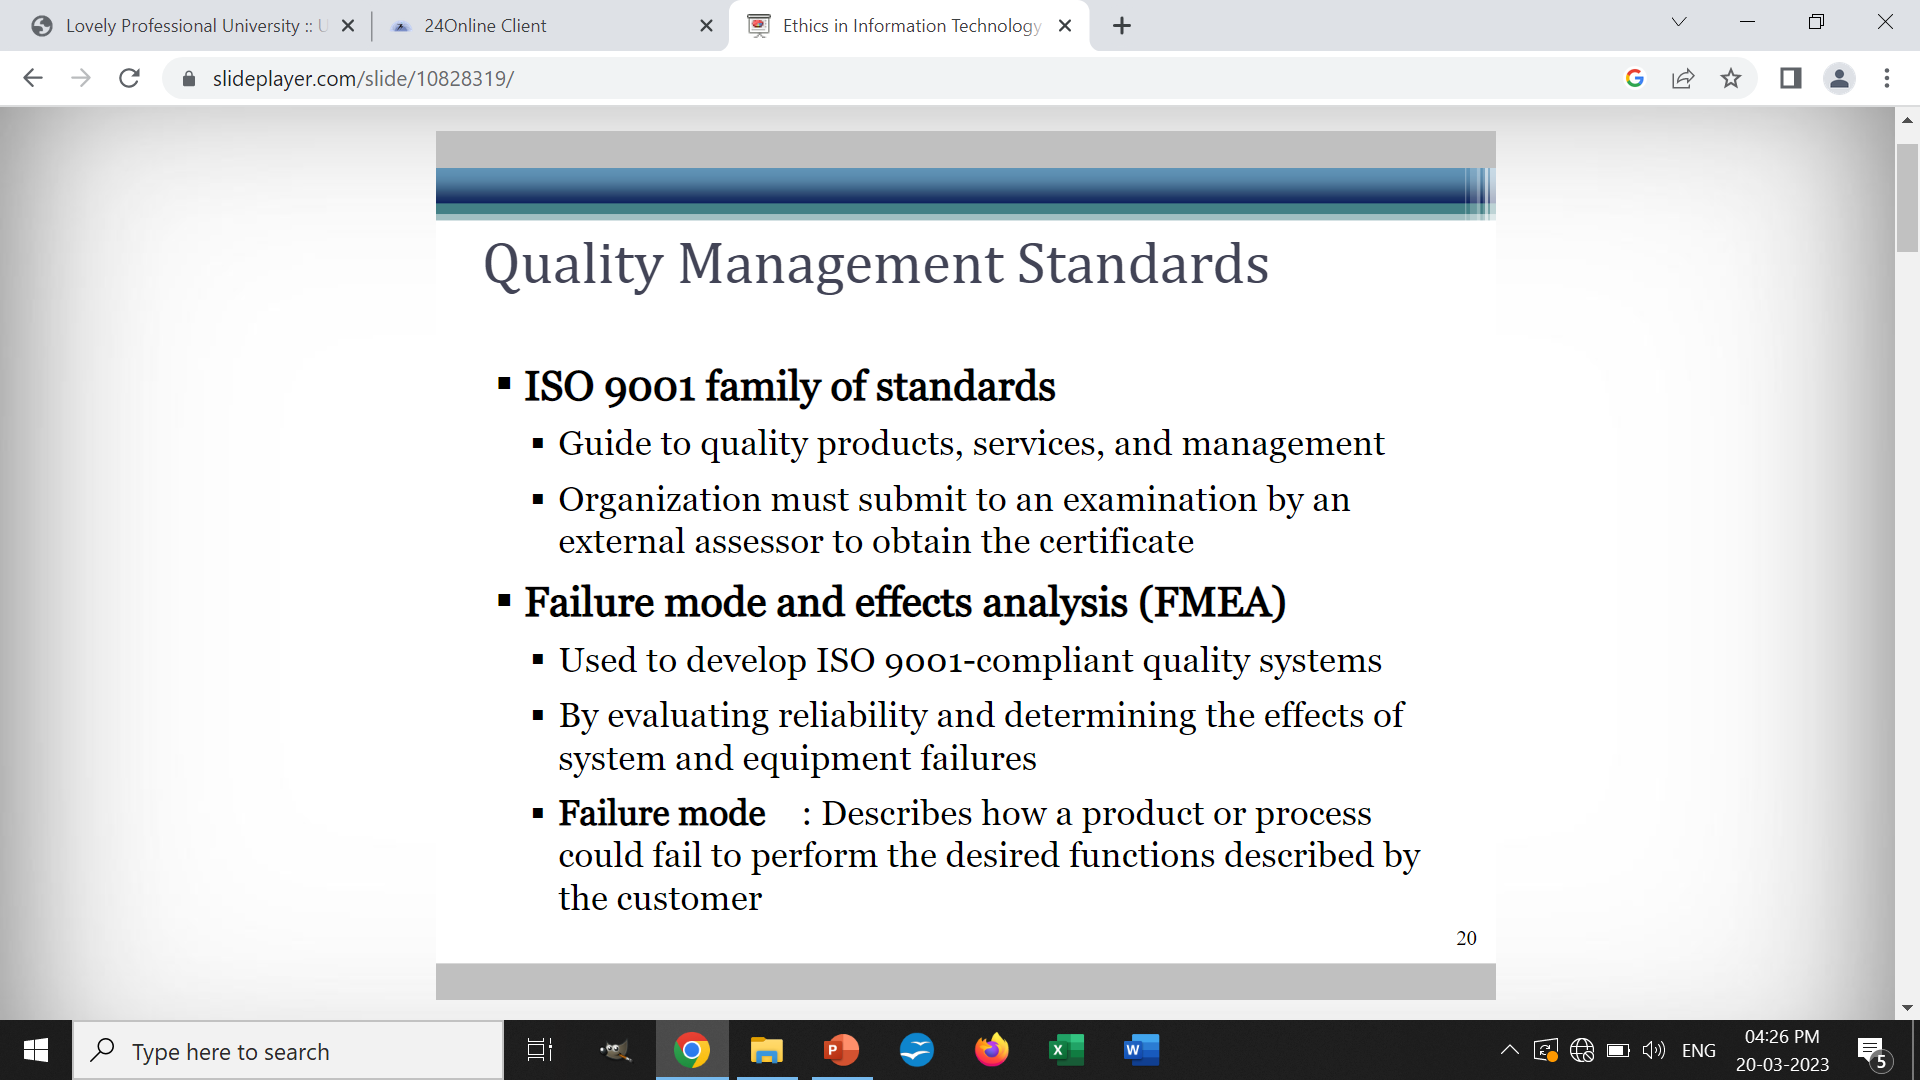 Lovely Professional University :: U
24Online Client
Ethics in Information Technology
slideplayer.com/slide/10828319/
Quality Management Standards
▪ ISO 9001 family of standards
▪ Guide to quality products, services, and management
▪ Organization must submit to an examination by an
external assessor to obtain the certificate
▪ Failure mode and effects analysis (FMEA)
▪ Used to develop ISO 9001-compliant quality systems
▪ By evaluating reliability and determining the effects of
system and equipment failures
▪ Failure mode : Describes how a product or process
could fail to perform the desired functions described by
the customer
20
Type here to search
ENG
04:26 PM
20-03-2023
5